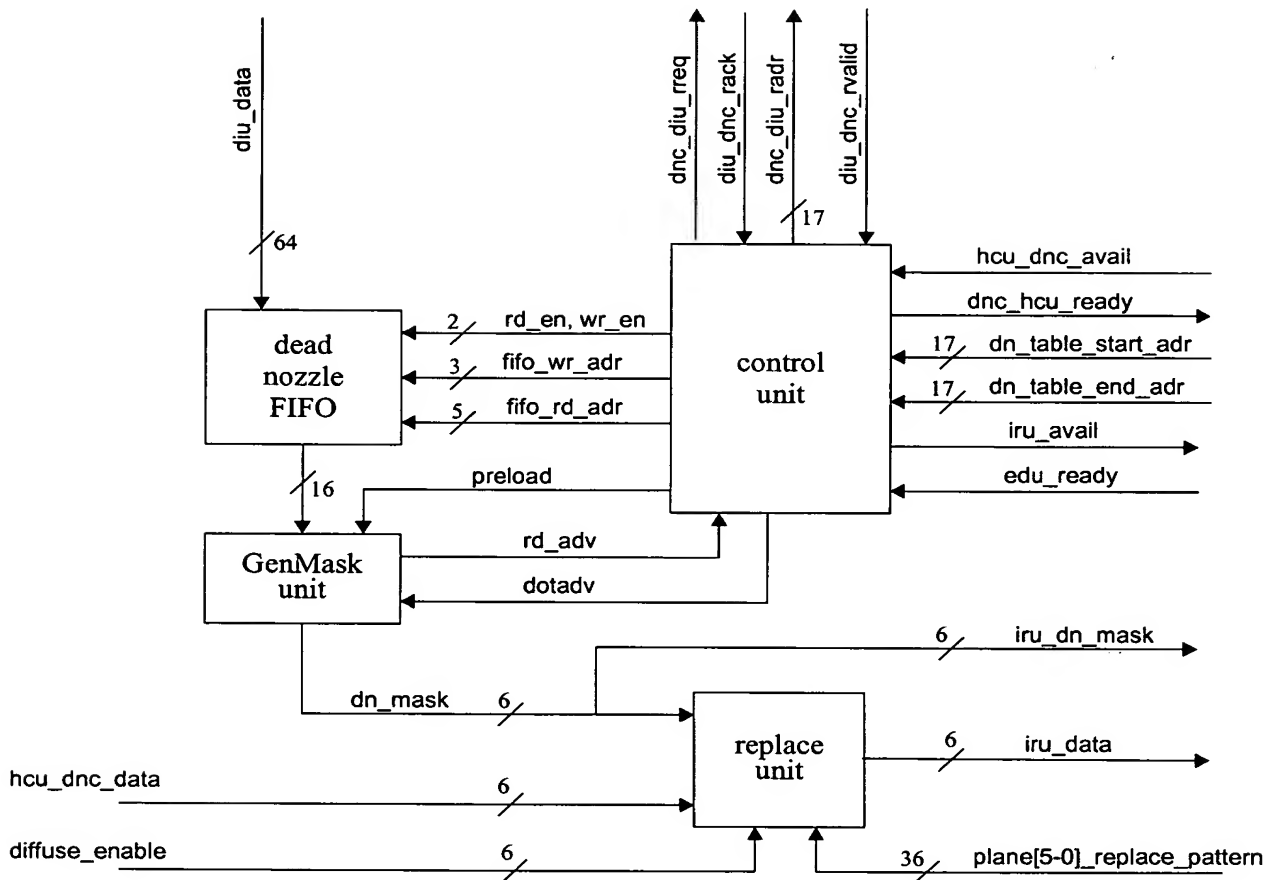 diu_data
64
dnc_diu_rreq
diu_dnc_rack
dnc_diu_radr
17
diu_dnc_rvalid
hcu_dnc_avail
dnc_hcu_ready
17 dn_table_start_adr
17 dn_table_end_adr
iru_avail
edu_ready
control
unit
2 rd_en, wr_en
3 fifo_wr_adr
5 fifo_rd_adr
dead
nozzle
FIFO
16
preload
rd_adv
dotadv
GenMask
unit
6 iru_dn_mask
dn_mask 6
replace
unit
6 iru_data
hcu_dnc_data 6
diffuse_enable 6
36 plane[5-0]_replace_pattern